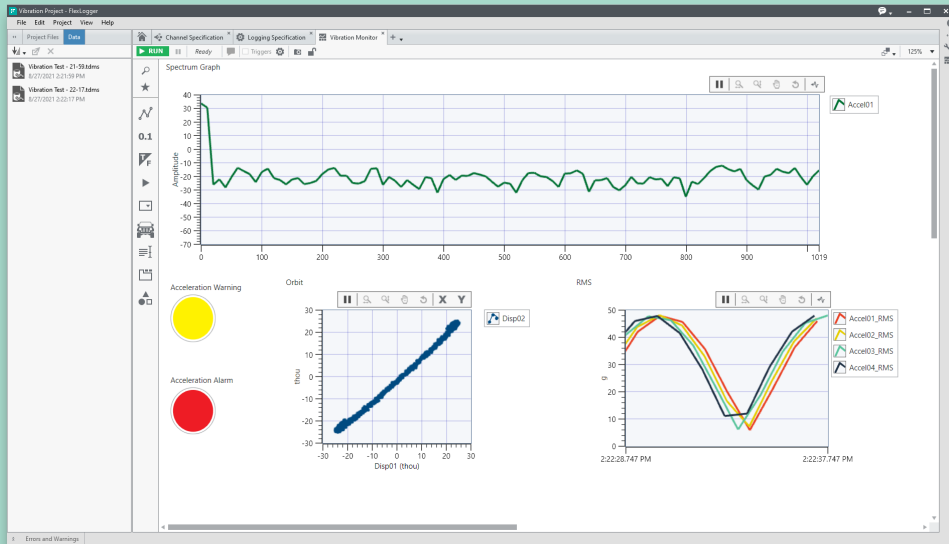 Vibration Project - FlexLogger
File Edit Project View Help
Project Files Data
Channel Specification Logging Specification Vibration Monitor
RUN Ready Triggers 125%
Vibration Test - 21-59.tdms
8/27/2021 2:21:59 PM
Vibration Test - 22-17.tdms
8/27/2021 2:22:17 PM
0.1
Spectrum Graph
Accel01
Amplitude
40
30
20
10
0
-10
-20
-30
-40
-50
-60
-70
0 100 200 300 400 500 600 700 800 900 1019
Acceleration Warning
Acceleration Alarm
Orbit
X Y
Disp02
thou
30
20
10
0
-10
-20
-30
-30 -20 -10 0 10 20 30
Disp01 (thou)
RMS
Accel01_RMS
Accel02_RMS
Accel03_RMS
Accel04_RMS
g
50
40
30
20
10
0
2:22:28.747 PM 2:22:37.747 PM
Errors and Warnings